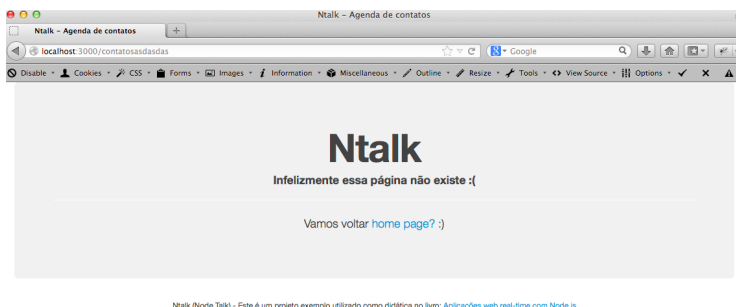 Ntalk – Agenda de contatos
Ntalk – Agenda de contatos
localhost:3000/contatosasdasdas
Google
Disable Cookies CSS Forms Images Information Miscellaneous Outline Resize Tools View Source Options
Ntalk
Infelizmente essa página não existe :(
Vamos voltar home page? :)
Ntalk (Node Talk) - Este é um projeto exemplo utilizado como didática no livro: Aplicações web real-time com Node.js